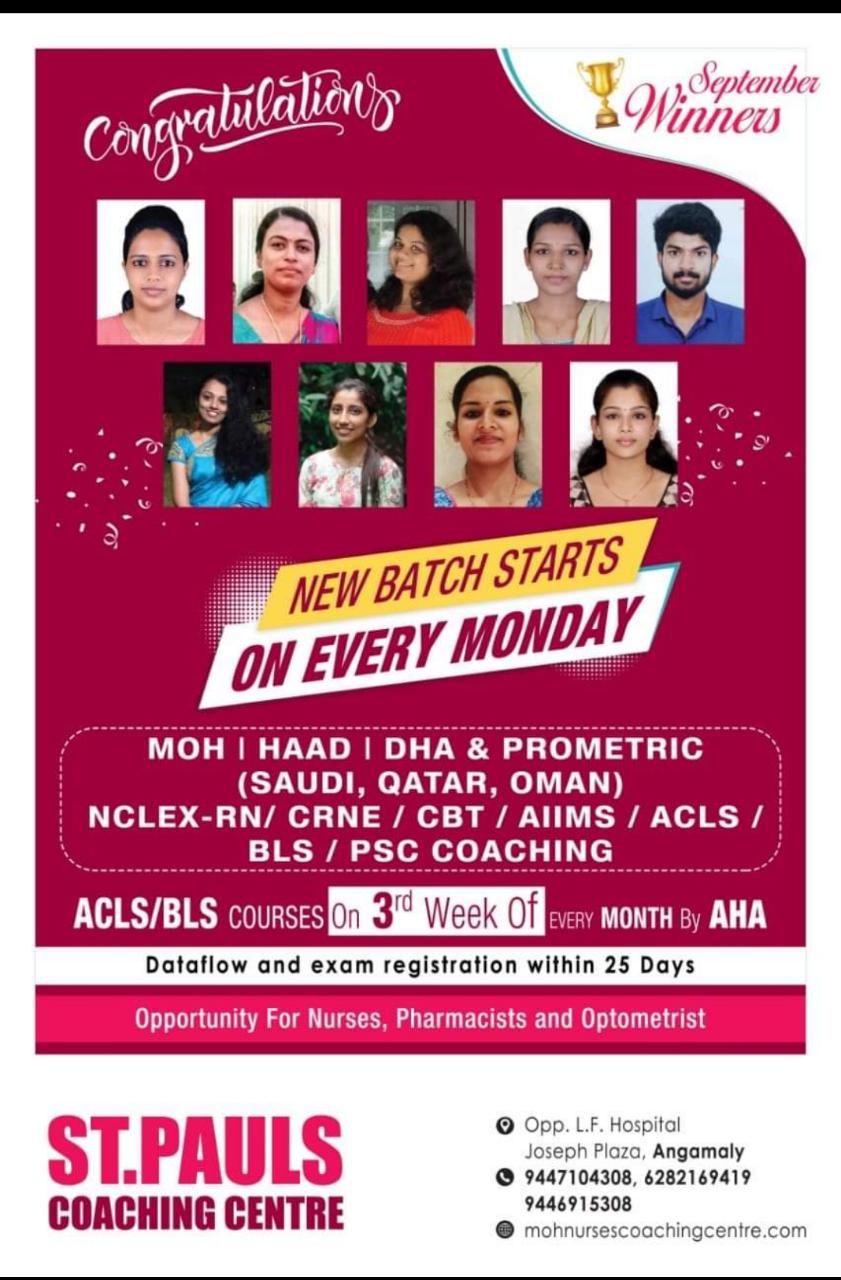 Congratulations
September
Winners
NEW BATCH STARTS
ON EVERY MONDAY
MOH | HAAD | DHA & PROMETRIC
(SAUDI, QATAR, OMAN)
NCLEX-RN/ CRNE / CBT / AIIMS / ACLS /
BLS / PSC COACHING
ACLS/BLS COURSES On 3rd Week Of EVERY MONTH By AHA
Dataflow and exam registration within 25 Days
Opportunity For Nurses, Pharmacists and Optometrist
ST.PAULS
COACHING CENTRE
Opp. L.F. Hospital
Joseph Plaza, Angamaly
9447104308, 6282169419
9446915308
mohnursescoachingcentre.com